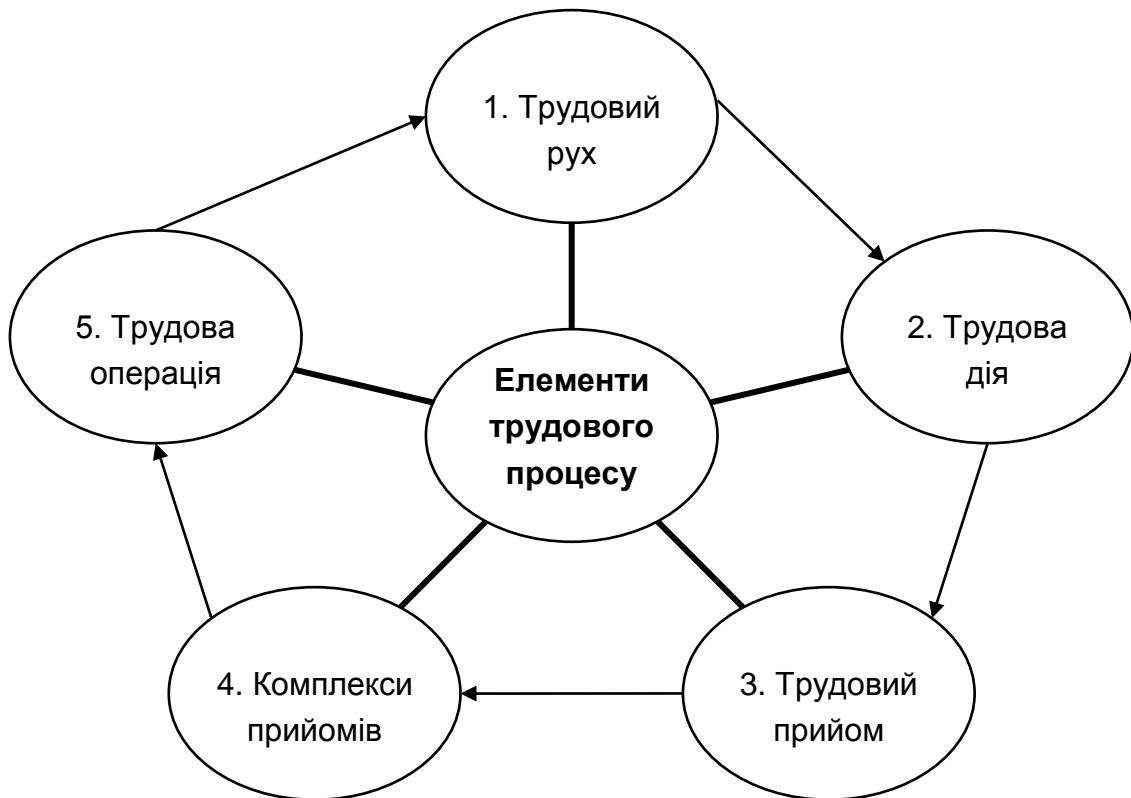 1. Трудовий
рух
2. Трудова
дія
3. Трудовий
прийом
4. Комплекси
прийомів
5. Трудова
операція
Елементи
трудового
процесу